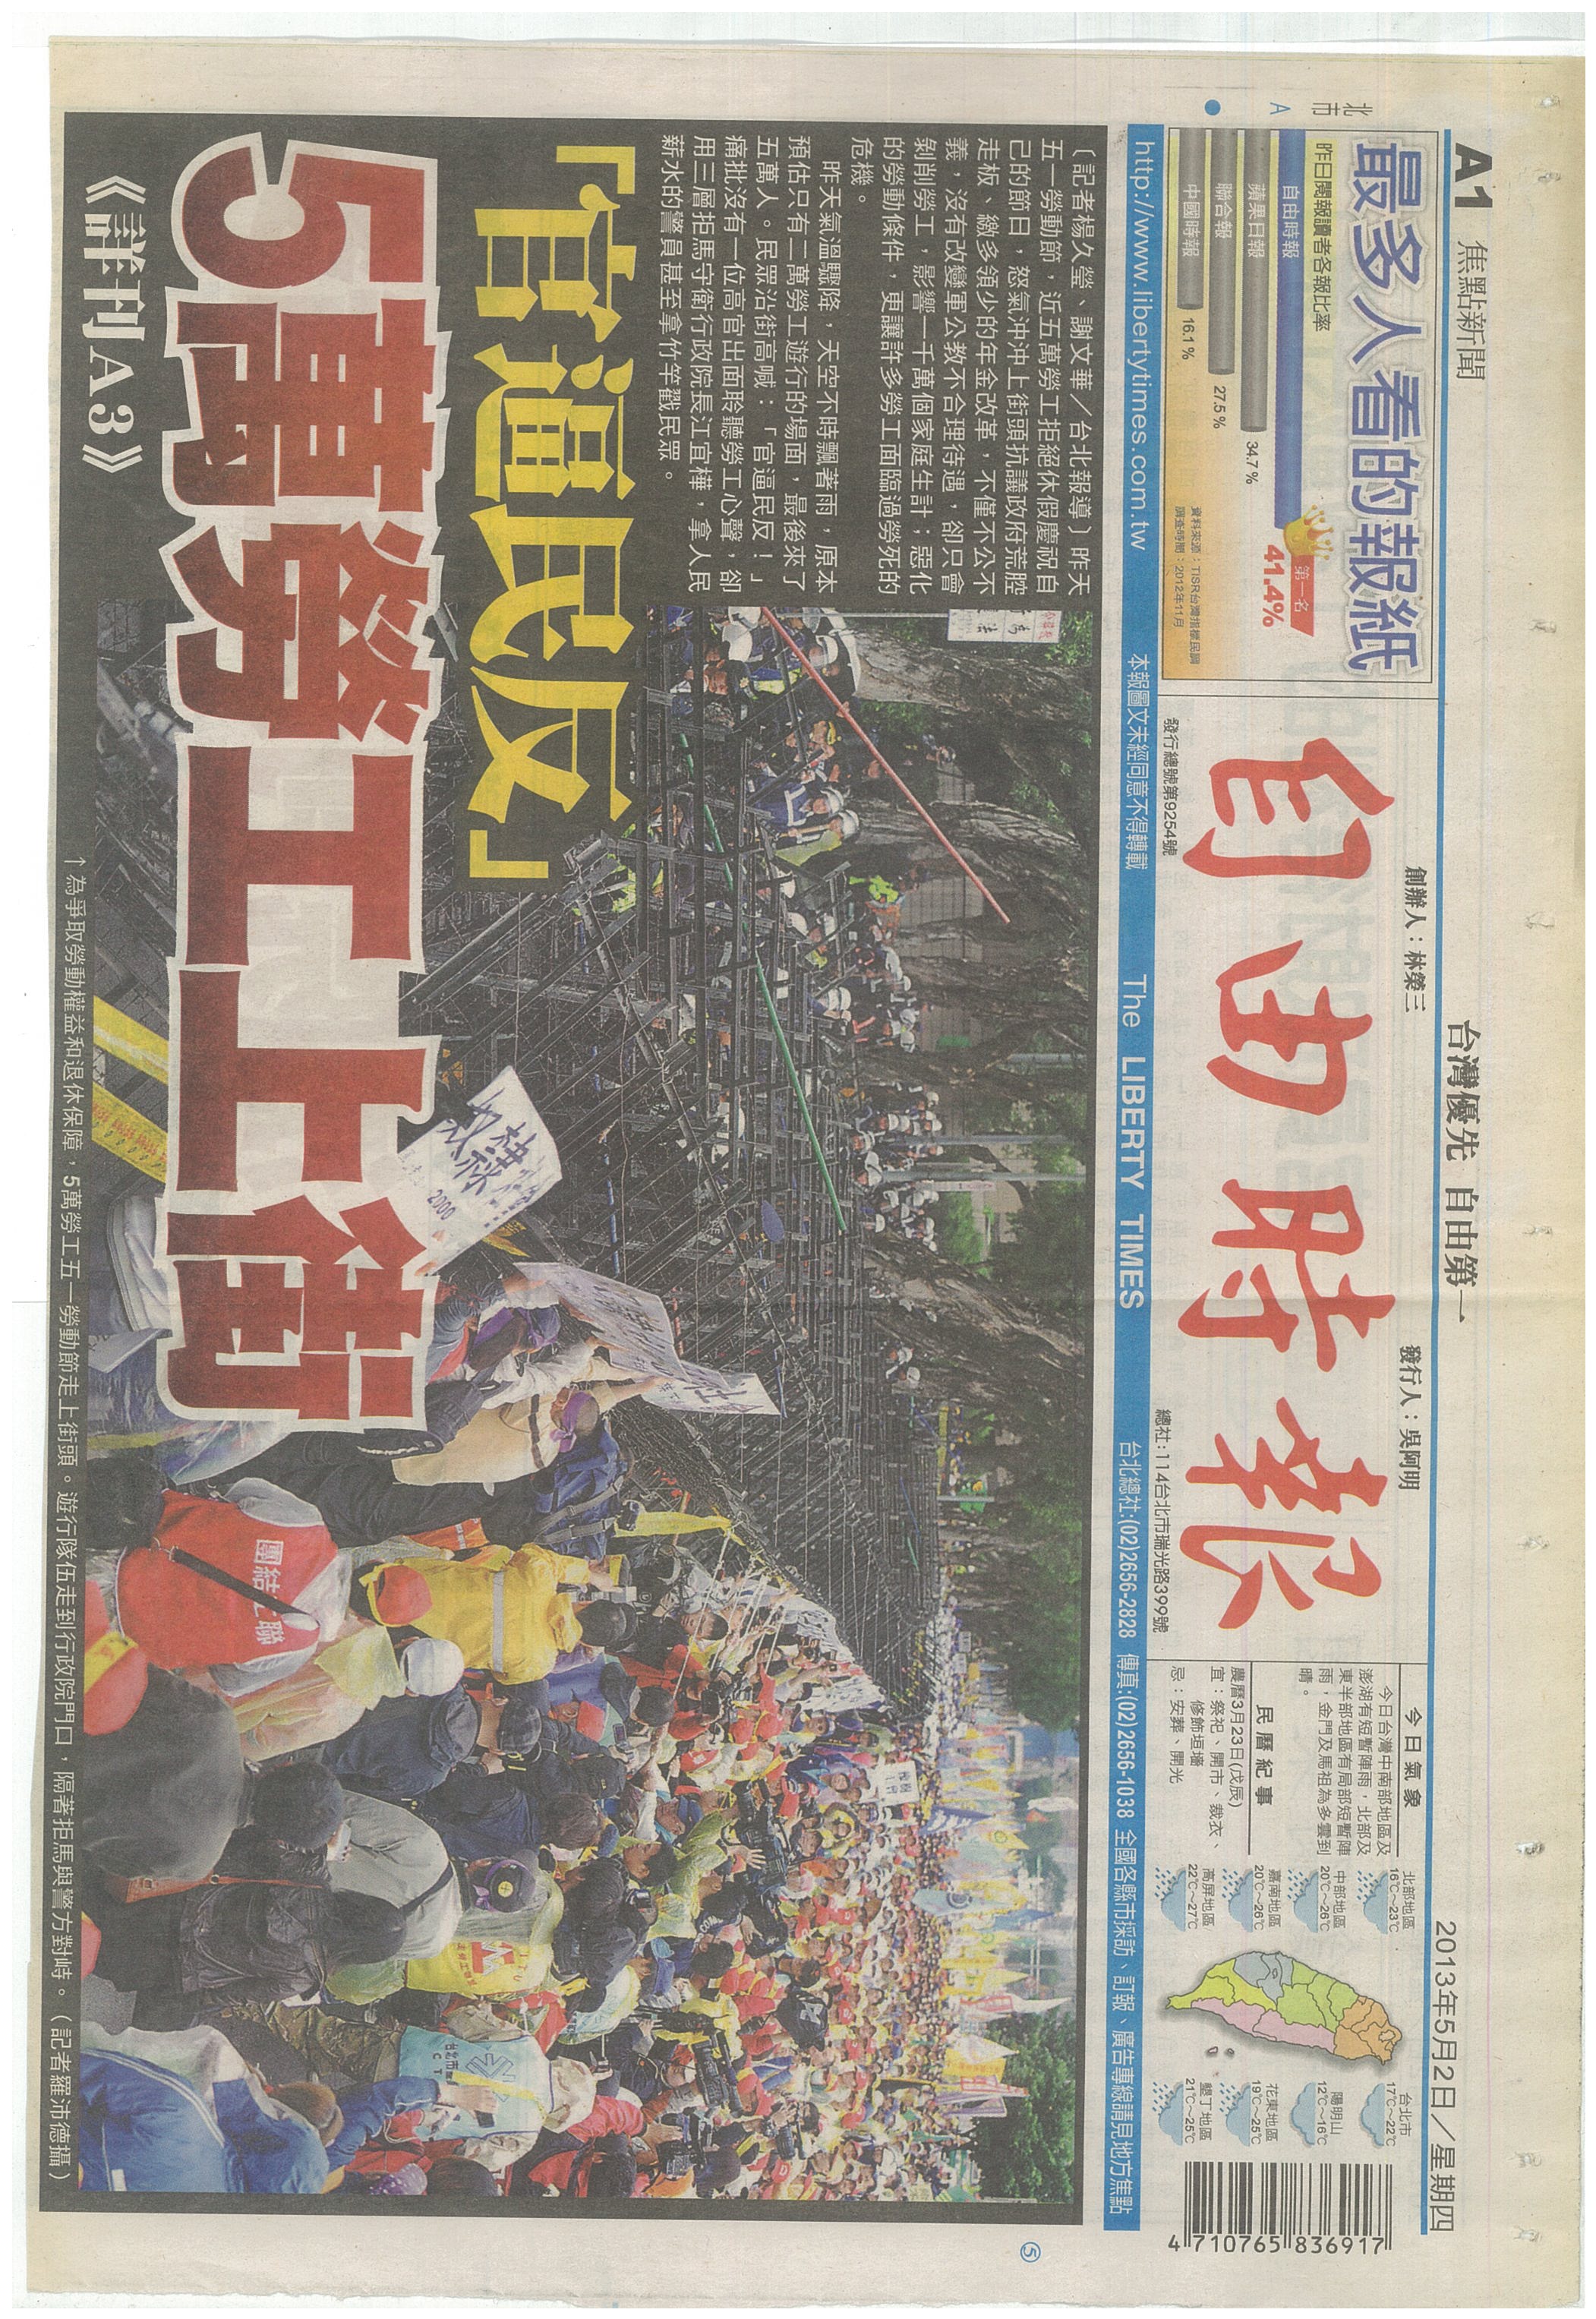 A1 焦點新聞
台灣優先 自由第一
2013年5月2日／星期四
北市 A
最多人看的報紙
昨日閱報讀者各報比率
自由時報
第一名
41.4%
蘋果日報 34.7%
聯合報 27.5%
中國時報 16.1%
資料來源：TISR台灣指標民調
調查時間：2012年11月
創辦人：林榮三
發行人：吳阿明
自由時報
發行總號第9254號
總社:114台北市瑞光路399號
今日氣象
今日台灣中南部地區及
澎湖有短暫陣雨，北部及
東半部地區有局部短暫陣
雨，金門及馬祖為多雲到
晴。
民曆紀事
農曆3月23日(戊辰)
宜：祭祀、開市、裁衣、
修飾垣墻
忌：安葬、開光
北部地區
16℃～23℃
中部地區
20℃～26℃
嘉南地區
20℃～26℃
高屏地區
22℃～27℃
台北市
17℃～22℃
陽明山
12℃～16℃
花東地區
19℃～25℃
墾丁地區
21℃～25℃
4 710765 836917
http://www.libertytimes.com.tw
本報圖文未經同意不得轉載
The LIBERTY TIMES
台北總社:(02)2656-2828 傳真:(02)2656-1038 全國各縣市採訪、訂報、廣告專線請見地方焦點
⑤
〔記者楊久瑩、謝文華／台北報導〕昨天
五一勞動節，近五萬勞工拒絕休假慶祝自
己的節日，怒氣沖沖上街頭抗議政府荒腔
走板、繳多領少的年金改革，不僅不公不
義，沒有改變軍公教不合理待遇，卻只會
剝削勞工，影響一千萬個家庭生計；惡化
的勞動條件，更讓許多勞工面臨過勞死的
危機。
昨天氣溫驟降，天空不時飄著雨，原本
預估只有二萬勞工遊行的場面，最後來了
五萬人。民眾沿街高喊：「官逼民反！」
痛批沒有一位高官出面聆聽勞工心聲，卻
用三層拒馬守衛行政院長江宜樺，拿人民
薪水的警員甚至拿竹竿戳民眾。
「官逼民反」
5萬勞工上街
《詳刊A3》
奴隸
2000
團結工聯
台北市
↑為爭取勞動權益和退休保障，5萬勞工五一勞動節走上街頭。遊行隊伍走到行政院門口，隔著拒馬與警方對峙。（記者羅沛德攝）